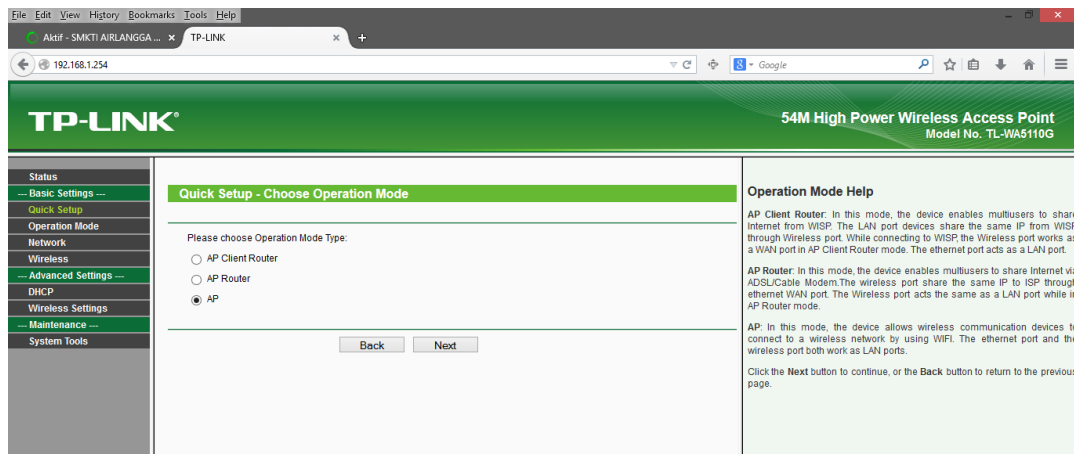 File Edit View History Bookmarks Tools Help
Aktif - SMKTI AIRLANGGA ... ×
TP-LINK ×
192.168.1.254
Google
TP-LINK®
54M High Power Wireless Access Point
Model No. TL-WA5110G
Status
--- Basic Settings ---
Quick Setup
Operation Mode
Network
Wireless
--- Advanced Settings ---
DHCP
Wireless Settings
--- Maintenance ---
System Tools
Quick Setup - Choose Operation Mode
Please choose Operation Mode Type:
AP Client Router
AP Router
AP
Back Next
Operation Mode Help
AP Client Router: In this mode, the device enables multiusers to share
Internet from WISP. The LAN port devices share the same IP from WISP
through Wireless port. While connecting to WISP, the Wireless port works as
a WAN port in AP Client Router mode. The ethernet port acts as a LAN port.
AP Router: In this mode, the device enables multiusers to share Internet via
ADSL/Cable Modem.The wireless port share the same IP to ISP through
ethernet WAN port. The Wireless port acts the same as a LAN port while in
AP Router mode.
AP: In this mode, the device allows wireless communication devices to
connect to a wireless network by using WIFI. The ethernet port and the
wireless port both work as LAN ports.
Click the Next button to continue, or the Back button to return to the previous
page.